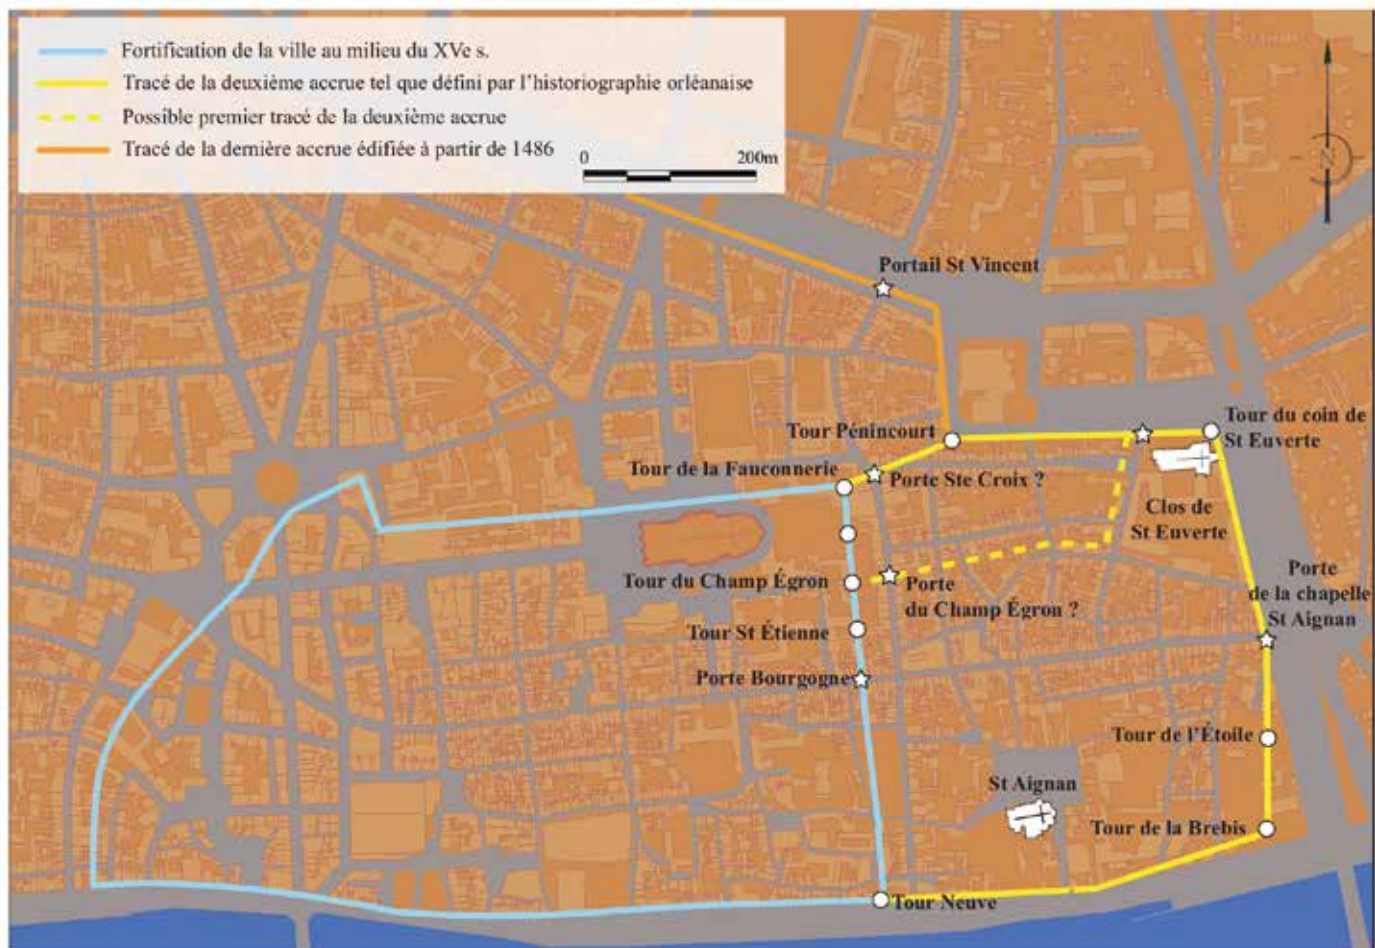 Fortification de la ville au milieu du XVe s.
Tracé de la deuxième accrue tel que défini par l'historiographie orléanaise
Possible premier tracé de la deuxième accrue
Tracé de la dernière accrue édifiée à partir de 1486
0 200m
N
Portail St Vincent
Tour Pénincourt
Tour du coin de
St Euverte
Tour de la Fauconnerie
Porte Ste Croix ?
Clos de
St Euverte
Tour du Champ Égron
Porte
du Champ Égron ?
Porte
de la chapelle
St Aignan
Tour St Étienne
Porte Bourgogne
Tour de l'Étoile
St Aignan
Tour de la Brebis
Tour Neuve